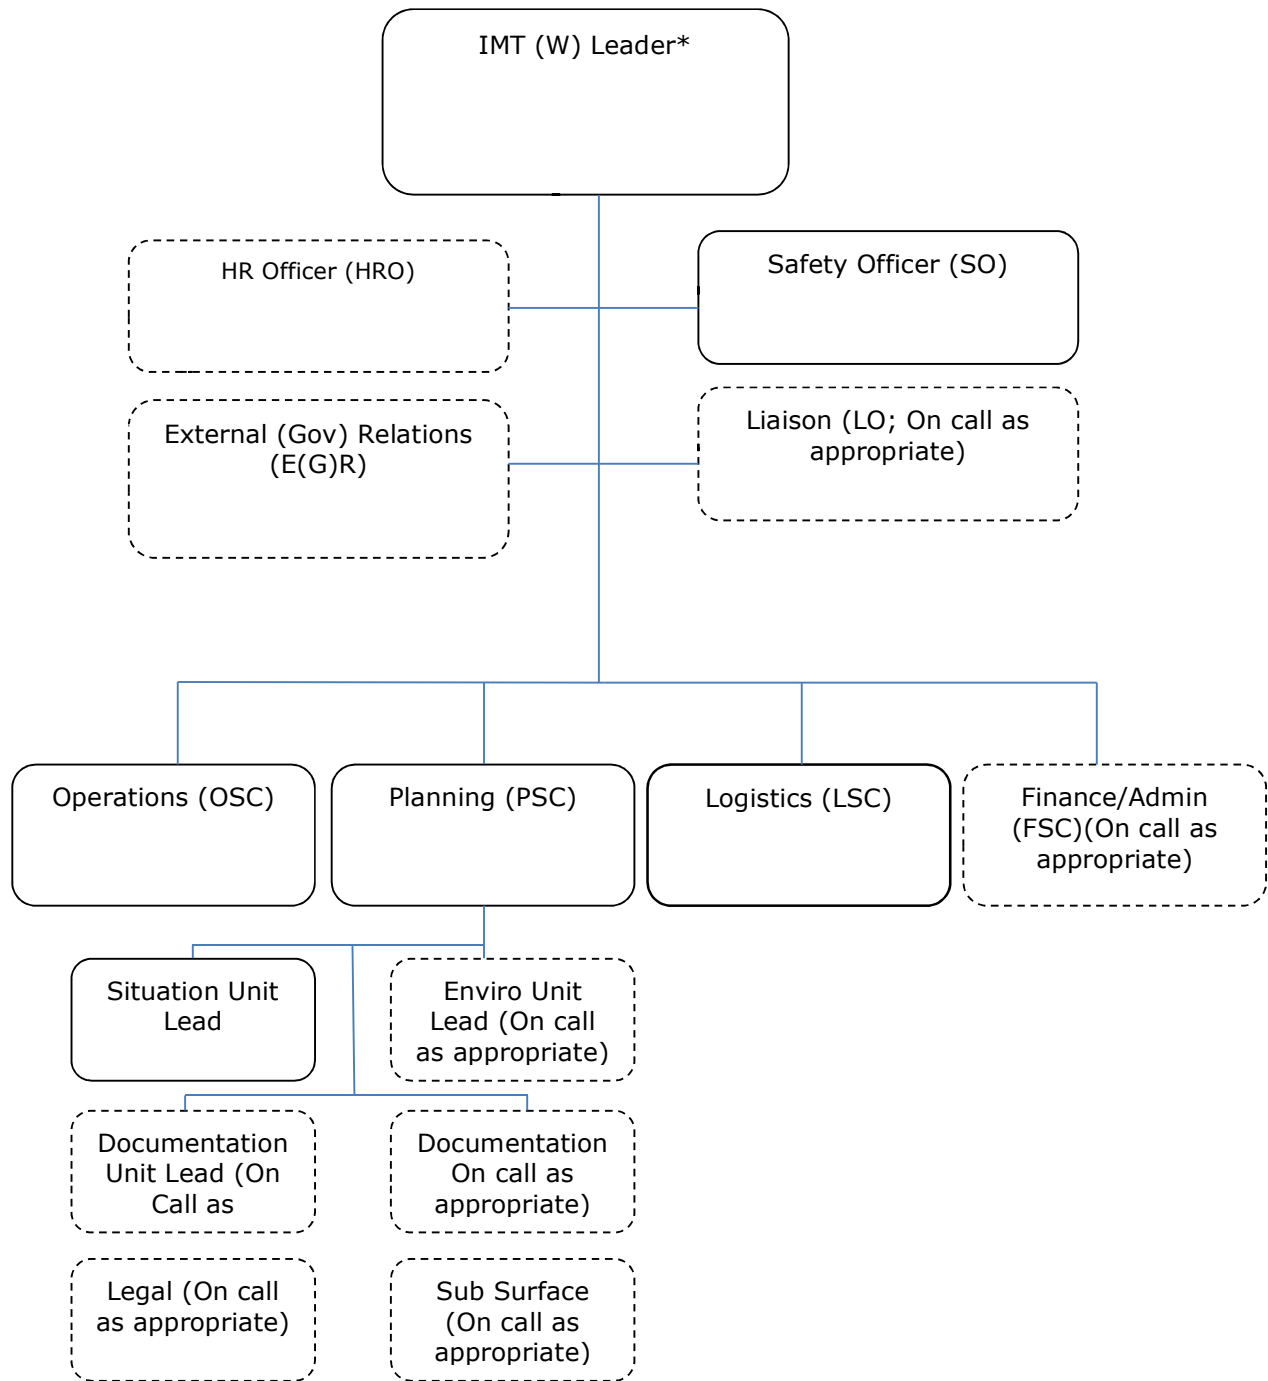 IMT (W) Leader*
HR Officer (HRO)
Safety Officer (SO)
External (Gov) Relations
(E(G)R)
Liaison (LO; On call as
appropriate)
Operations (OSC)
Planning (PSC)
Logistics (LSC)
Finance/Admin
(FSC)(On call as
appropriate)
Situation Unit
Lead
Enviro Unit
Lead (On call
as appropriate)
Documentation
Unit Lead (On
Call as
Documentation
On call as
appropriate)
Legal (On call
as appropriate)
Sub Surface
(On call as
appropriate)